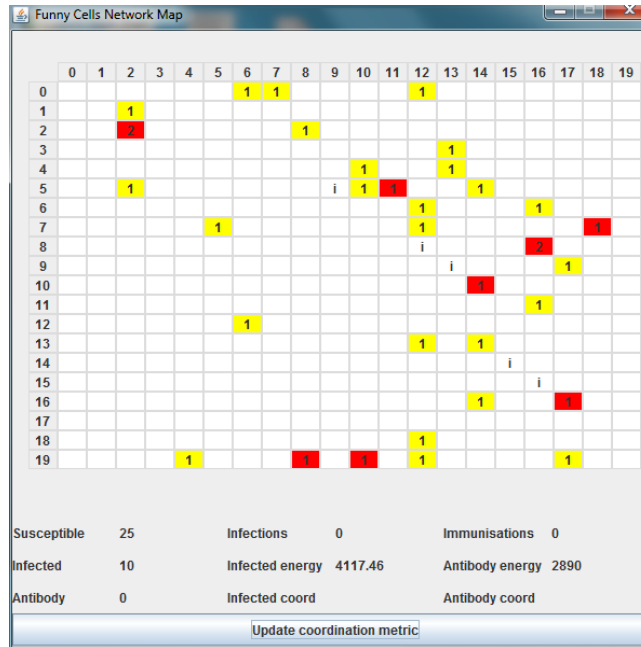 Funny Cells Network Map
0 1 2 3 4 5 6 7 8 9 10 11 12 13 14 15 16 17 18 19
0 1 1 1
1 1
2 2 1
3 1
4 1 1
5 1 i 1 1 1
6 1 1
7 1 1 1
8 i 2
9 i 1
10 1
11 1
12 1
13 1 1
14 i
15 i
16 1 1
17
18 1
19 1 1 1 1 1
Susceptible 25 Infections 0 Immunisations 0
Infected 10 Infected energy 4117.46 Antibody energy 2890
Antibody 0 Infected coord Antibody coord
Update coordination metric